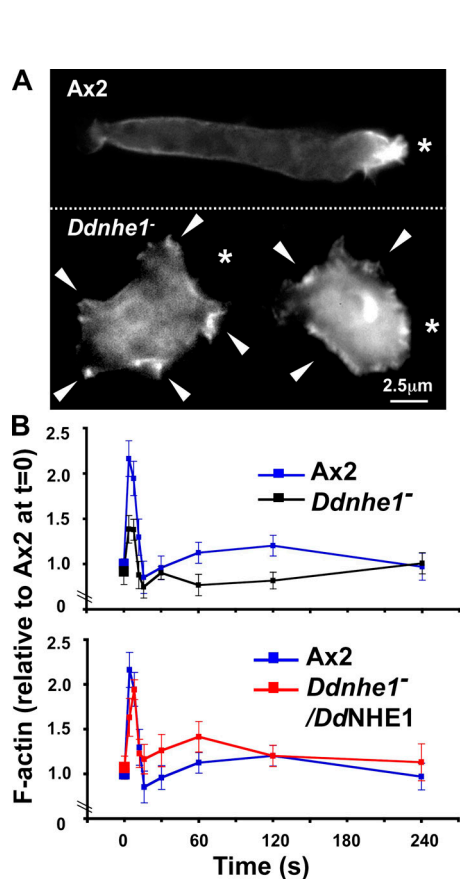 A
Ax2
*
Ddnhe1-
*
*
2.5μm
B
F-actin (relative to Ax2 at t=0)
2.5
2.0
1.5
1.0
0
Ax2
Ddnhe1-
2.5
2.0
1.5
1.0
0
Ax2
Ddnhe1-
/DdNHE1
0 60 120 180 240
Time (s)